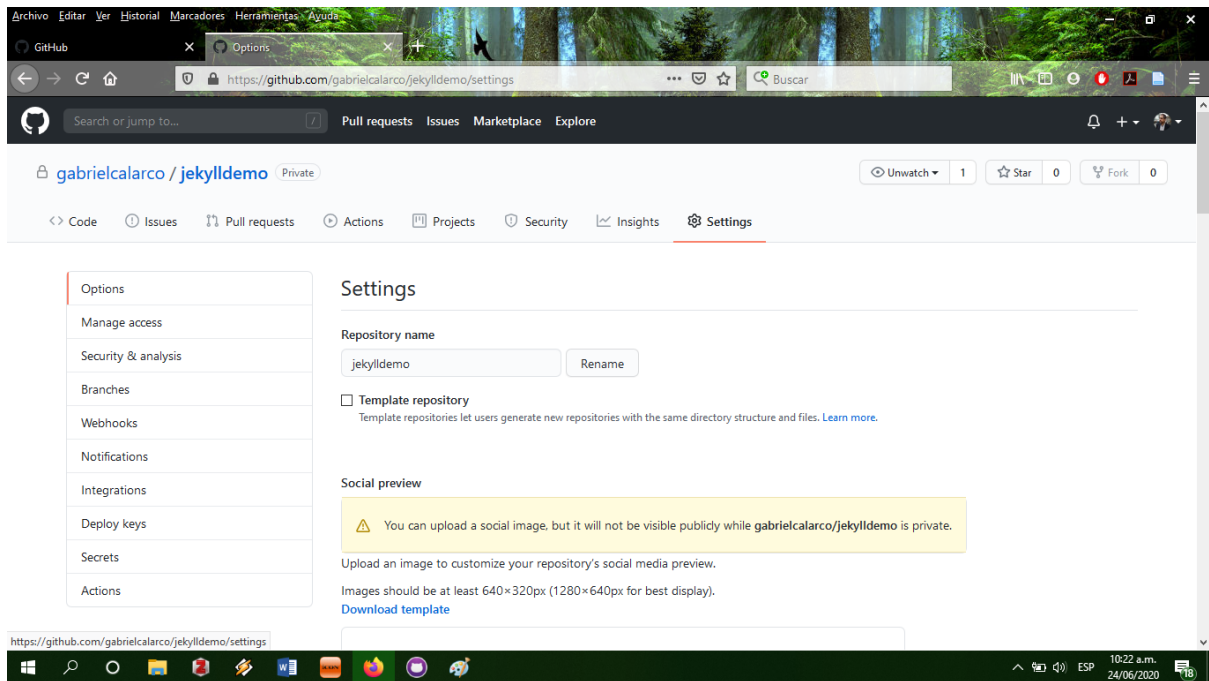 Archivo Editar Ver Historial Marcadores Herramientas Ayuda
GitHub
Options
https://github.com/gabrielcalarco/jekylldemo/settings
Buscar
Search or jump to...
/
Pull requests Issues Marketplace Explore
gabrielcalarco / jekylldemo Private
Unwatch 1 Star 0 Fork 0
Code Issues Pull requests Actions Projects Security Insights Settings
Options
Manage access
Security & analysis
Branches
Webhooks
Notifications
Integrations
Deploy keys
Secrets
Actions
Settings
Repository name
jekylldemo Rename
Template repository
Template repositories let users generate new repositories with the same directory structure and files. Learn more.
Social preview
You can upload a social image, but it will not be visible publicly while gabrielcalarco/jekylldemo is private.
Upload an image to customize your repository's social media preview.
Images should be at least 640×320px (1280×640px for best display).
Download template
https://github.com/gabrielcalarco/jekylldemo/settings
ESP
10:22 a.m.
24/06/2020
18